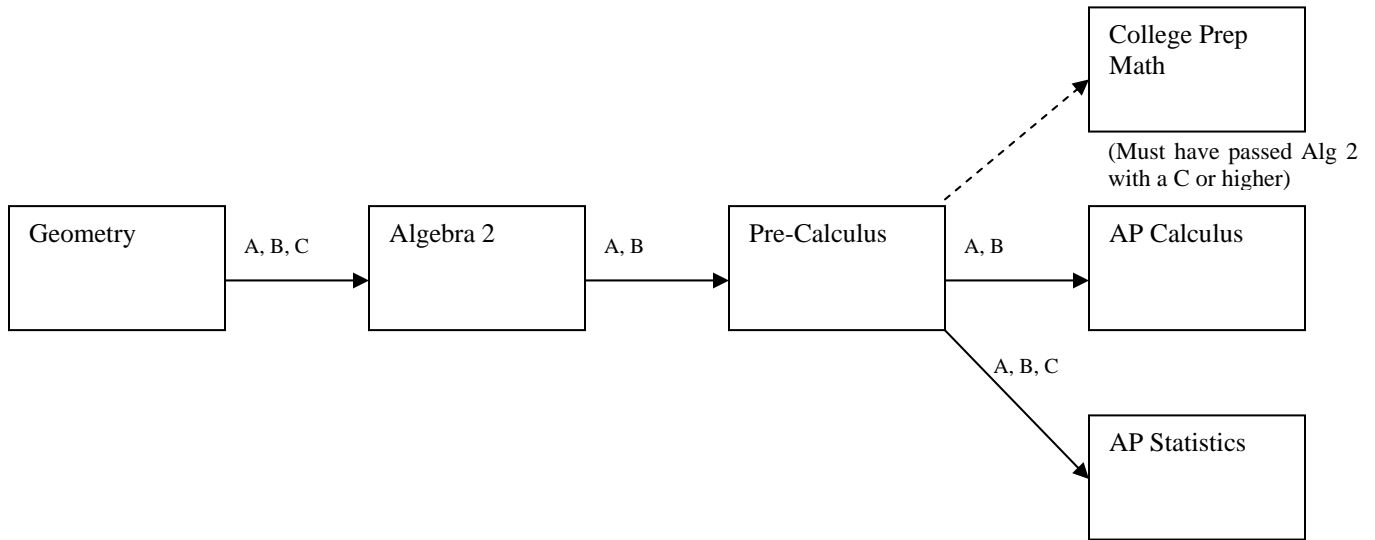 College Prep
Math
(Must have passed Alg 2
with a C or higher)
Geometry
A, B, C
Algebra 2
A, B
Pre-Calculus
A, B
AP Calculus
A, B, C
AP Statistics